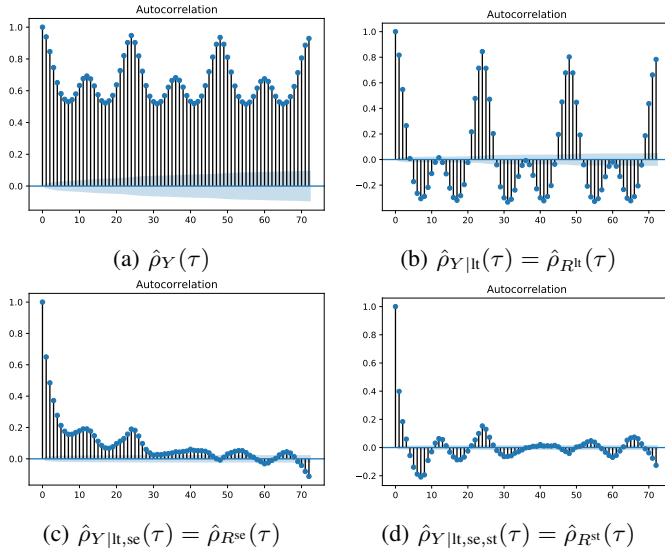 Autocorrelation
Autocorrelation
1.0
0.8
0.6
0.4
0.2
0.0
0 10 20 30 40 50 60 70
1.0
0.8
0.6
0.4
0.2
0.0
−0.2
0 10 20 30 40 50 60 70
(a) ρ̂_Y(τ)
(b) ρ̂_{Y|lt}(τ) = ρ̂_{R^{lt}}(τ)
Autocorrelation
Autocorrelation
1.0
0.8
0.6
0.4
0.2
0.0
0 10 20 30 40 50 60 70
1.0
0.8
0.6
0.4
0.2
0.0
−0.2
0 10 20 30 40 50 60 70
(c) ρ̂_{Y|lt,se}(τ) = ρ̂_{R^{se}}(τ)
(d) ρ̂_{Y|lt,se,st}(τ) = ρ̂_{R^{st}}(τ)